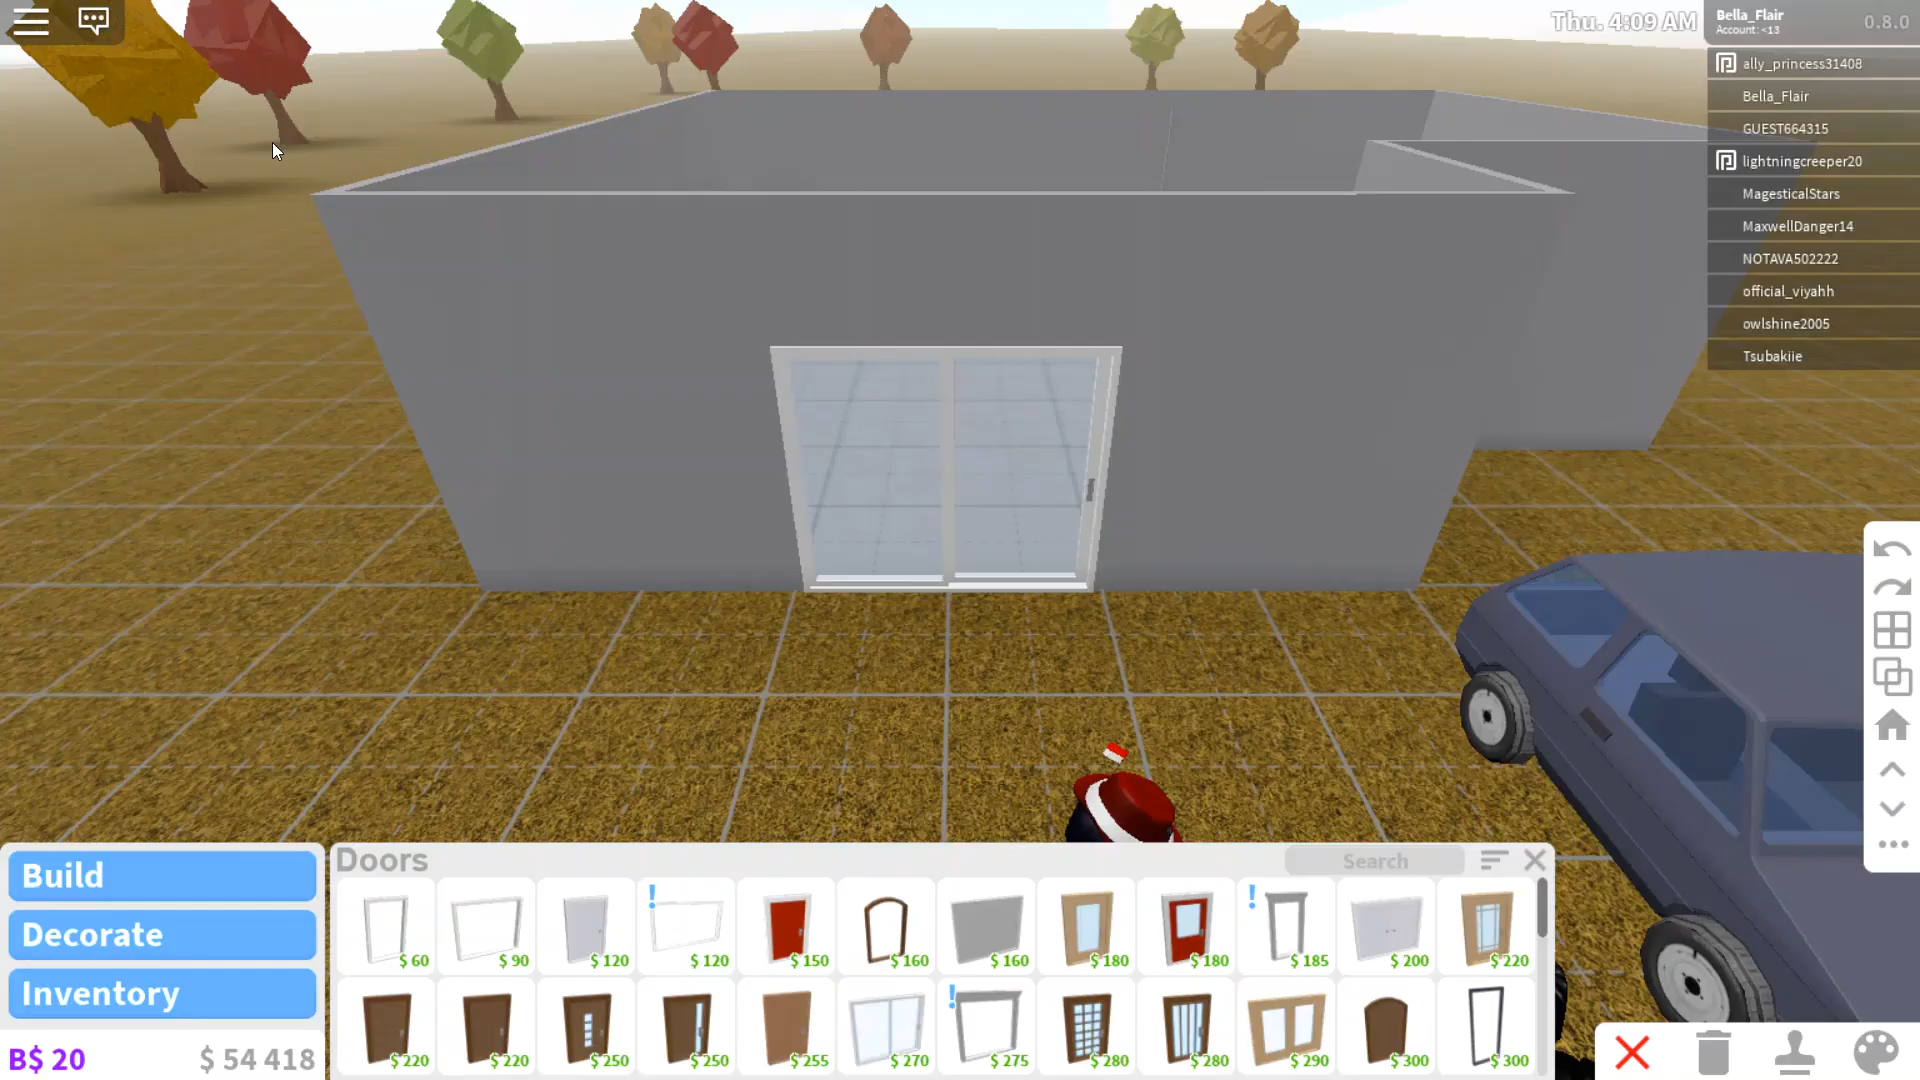 Thu. 4:09 AM
Bella_Flair
Account: <13
0.8.0
ally_princess31408
Bella_Flair
GUEST664315
lightningcreeper20
MagesticalStars
MaxwellDanger14
NOTAVA502222
official_viyahh
owlshine2005
Tsubakiie
Build
Decorate
Inventory
B$ 20
$ 54 418
Doors
Search
$ 60
$ 90
$ 120
! $ 120
$ 150
$ 160
$ 160
$ 180
$ 180
! $ 185
$ 200
$ 220
$ 220
$ 220
$ 250
$ 250
$ 255
$ 270
! $ 275
$ 280
$ 280
$ 290
$ 300
$ 300